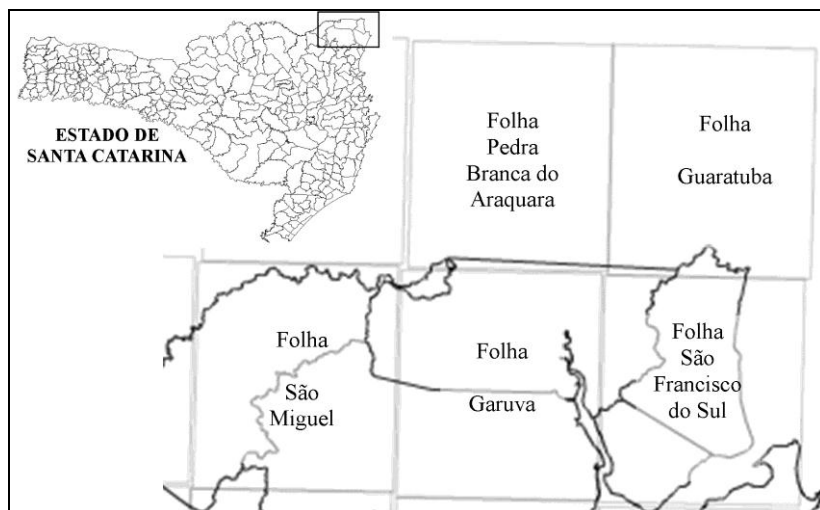 ESTADO DE
SANTA CATARINA
Folha
Pedra
Branca do
Araquara
Folha
Guaratuba
Folha
São
Miguel
Folha
Garuva
Folha
São
Francisco
do Sul